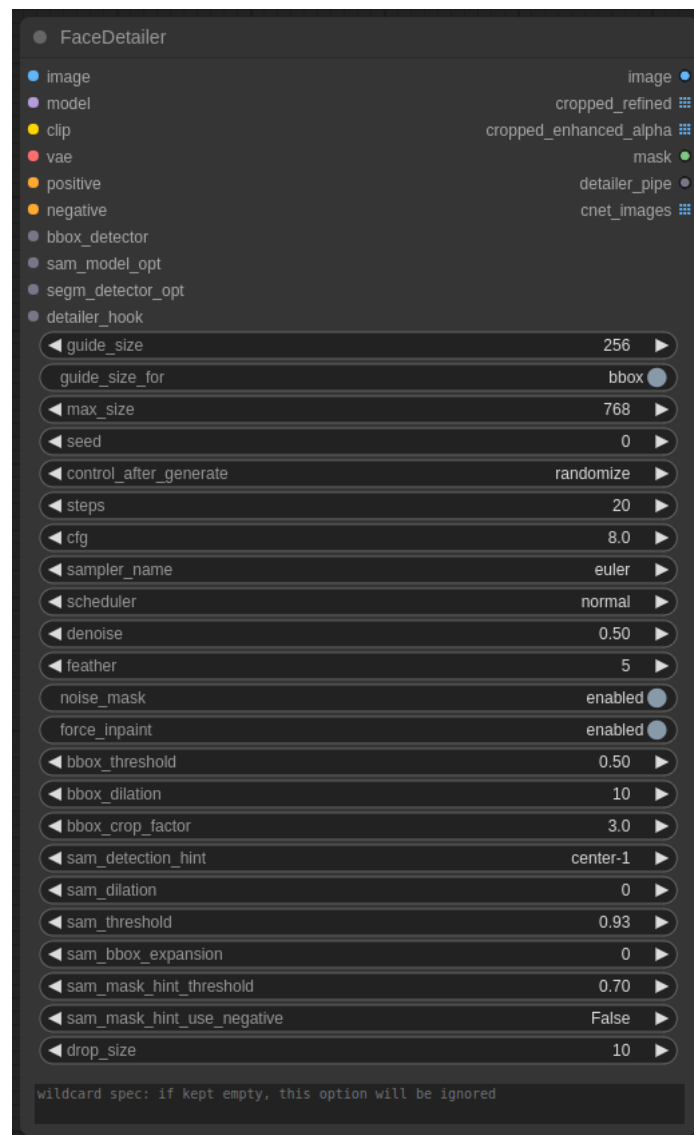 FaceDetailer
image image
model cropped_refined
clip cropped_enhanced_alpha
vae mask
positive detailer_pipe
negative cnet_images
bbox_detector
sam_model_opt
segm_detector_opt
detailer_hook
guide_size 256
guide_size_for bbox
max_size 768
seed 0
control_after_generate randomize
steps 20
cfg 8.0
sampler_name euler
scheduler normal
denoise 0.50
feather 5
noise_mask enabled
force_inpaint enabled
bbox_threshold 0.50
bbox_dilation 10
bbox_crop_factor 3.0
sam_detection_hint center-1
sam_dilation 0
sam_threshold 0.93
sam_bbox_expansion 0
sam_mask_hint_threshold 0.70
sam_mask_hint_use_negative False
drop_size 10
wildcard spec: if kept empty, this option will be ignored